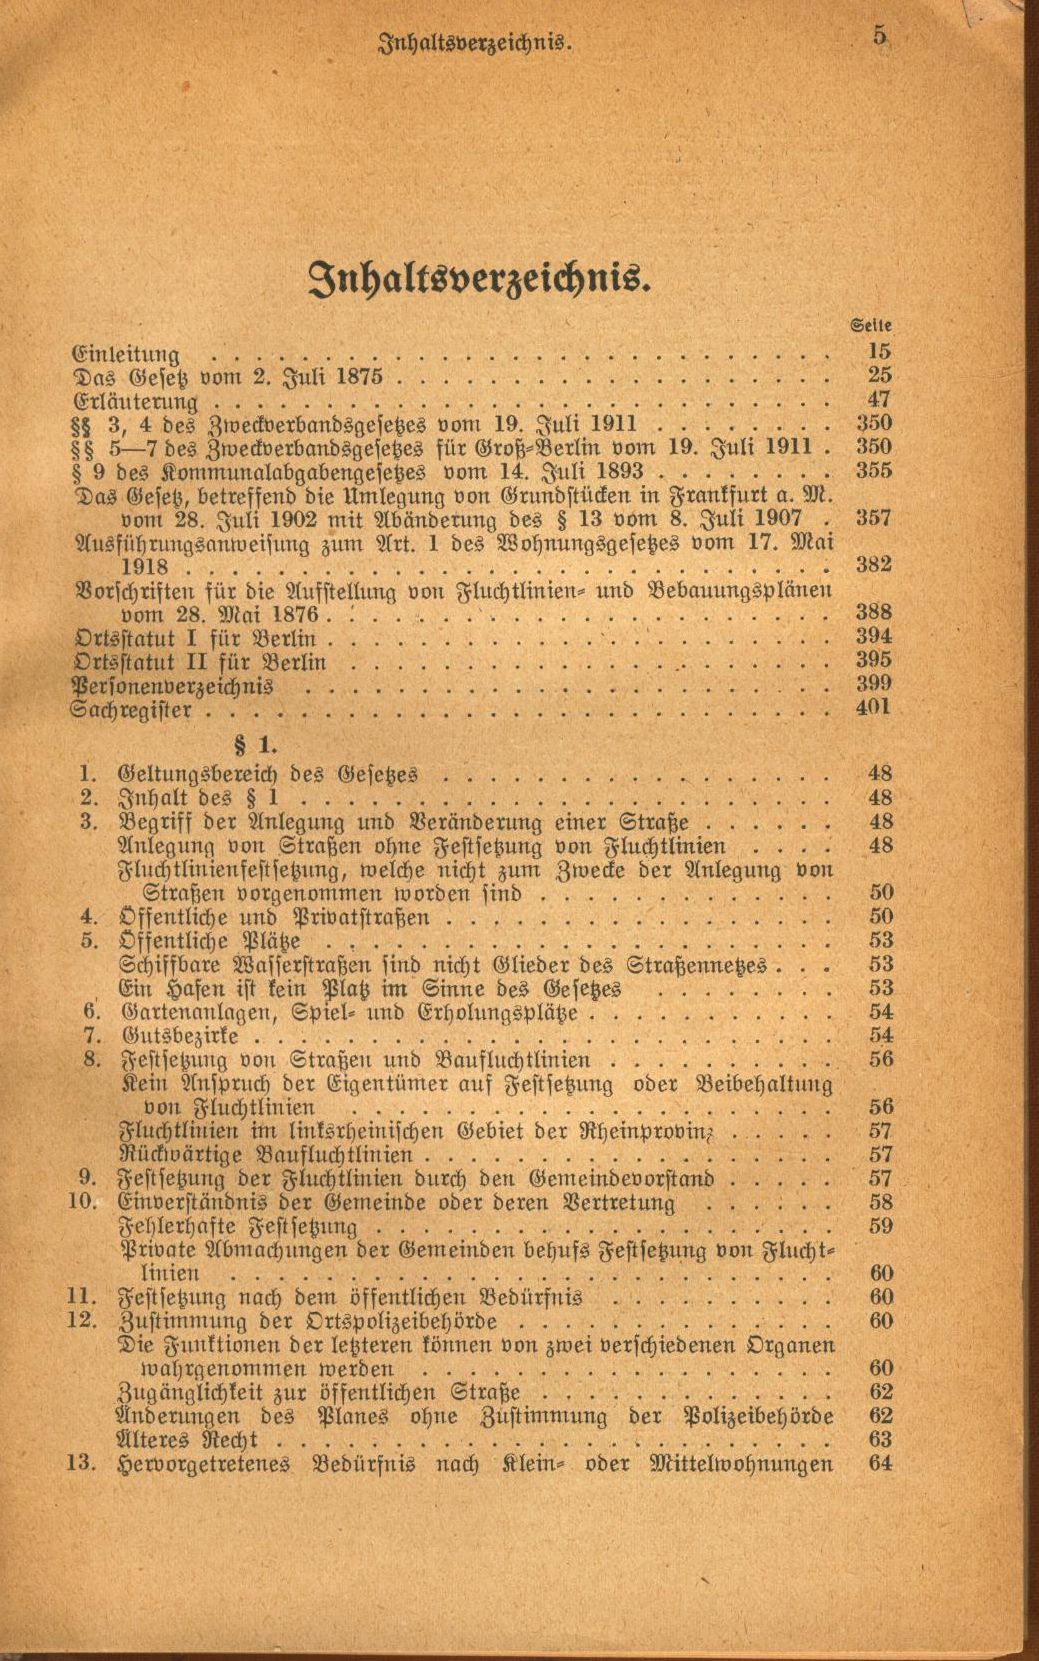 Inhaltsverzeichnis. 5
Inhaltsverzeichnis.
Seite
Einleitung . . . . . . . . . . . . . . . . . . . . . . . . . . . 15
Das Gesetz vom 2. Juli 1875 . . . . . . . . . . . . . . . . . . . 25
Erläuterung . . . . . . . . . . . . . . . . . . . . . . . . . . . 47
§§ 3, 4 des Zweckverbandsgesetzes vom 19. Juli 1911 . . . . . . . . 350
§§ 5—7 des Zweckverbandsgesetzes für Groß-Berlin vom 19. Juli 1911 . 350
§ 9 des Kommunalabgabengesetzes vom 14. Juli 1893 . . . . . . . . 355
Das Gesetz, betreffend die Umlegung von Grundstücken in Frankfurt a. M.
vom 28. Juli 1902 mit Abänderung des § 13 vom 8. Juli 1907 . 357
Ausführungsanweisung zum Art. 1 des Wohnungsgesetzes vom 17. Mai
1918 . . . . . . . . . . . . . . . . . . . . . . . . . . . . 382
Vorschriften für die Aufstellung von Fluchtlinien- und Bebauungsplänen
vom 28. Mai 1876 . . . . . . . . . . . . . . . . . . . . . . 388
Ortsstatut I für Berlin . . . . . . . . . . . . . . . . . . . . . . 394
Ortsstatut II für Berlin . . . . . . . . . . . . . . . . . . . . . 395
Personenverzeichnis . . . . . . . . . . . . . . . . . . . . . . . 399
Sachregister . . . . . . . . . . . . . . . . . . . . . . . . . . . 401
§ 1.
1. Geltungsbereich des Gesetzes . . . . . . . . . . . . . . . . . 48
2. Inhalt des § 1 . . . . . . . . . . . . . . . . . . . . . . . 48
3. Begriff der Anlegung und Veränderung einer Straße . . . . . . 48
Anlegung von Straßen ohne Festsetzung von Fluchtlinien . . . . 48
Fluchtlinienfestsetzung, welche nicht zum Zwecke der Anlegung von
Straßen vorgenommen worden sind . . . . . . . . . . . . . 50
4. Öffentliche und Privatstraßen . . . . . . . . . . . . . . . . . 50
5. Öffentliche Plätze . . . . . . . . . . . . . . . . . . . . . . 53
Schiffbare Wasserstraßen sind nicht Glieder des Straßennetzes . . . 53
Ein Hafen ist kein Platz im Sinne des Gesetzes . . . . . . . . 53
6. Gartenanlagen, Spiel- und Erholungsplätze . . . . . . . . . . . 54
7. Gutsbezirke . . . . . . . . . . . . . . . . . . . . . . . . . 54
8. Festsetzung von Straßen und Baufluchtlinien . . . . . . . . . . 56
Kein Anspruch der Eigentümer auf Festsetzung oder Beibehaltung
von Fluchtlinien . . . . . . . . . . . . . . . . . . . . . 56
Fluchtlinien im linksrheinischen Gebiet der Rheinprovinz . . . . . 57
Rückwärtige Baufluchtlinien . . . . . . . . . . . . . . . . . . 57
9. Festsetzung der Fluchtlinien durch den Gemeindevorstand . . . . . 57
10. Einverständnis der Gemeinde oder deren Vertretung . . . . . . 58
Fehlerhafte Festsetzung . . . . . . . . . . . . . . . . . . . . 59
Private Abmachungen der Gemeinden behufs Festsetzung von Flucht-
linien . . . . . . . . . . . . . . . . . . . . . . . . . . 60
11. Festsetzung nach dem öffentlichen Bedürfnis . . . . . . . . . . 60
12. Zustimmung der Ortspolizeibehörde . . . . . . . . . . . . . . 60
Die Funktionen der letzteren können von zwei verschiedenen Organen
wahrgenommen werden . . . . . . . . . . . . . . . . . . 60
Zugänglichkeit zur öffentlichen Straße . . . . . . . . . . . . . 62
Änderungen des Planes ohne Zustimmung der Polizeibehörde 62
Älteres Recht . . . . . . . . . . . . . . . . . . . . . . . . 63
13. Hervorgetretenes Bedürfnis nach Klein- oder Mittelwohnungen 64